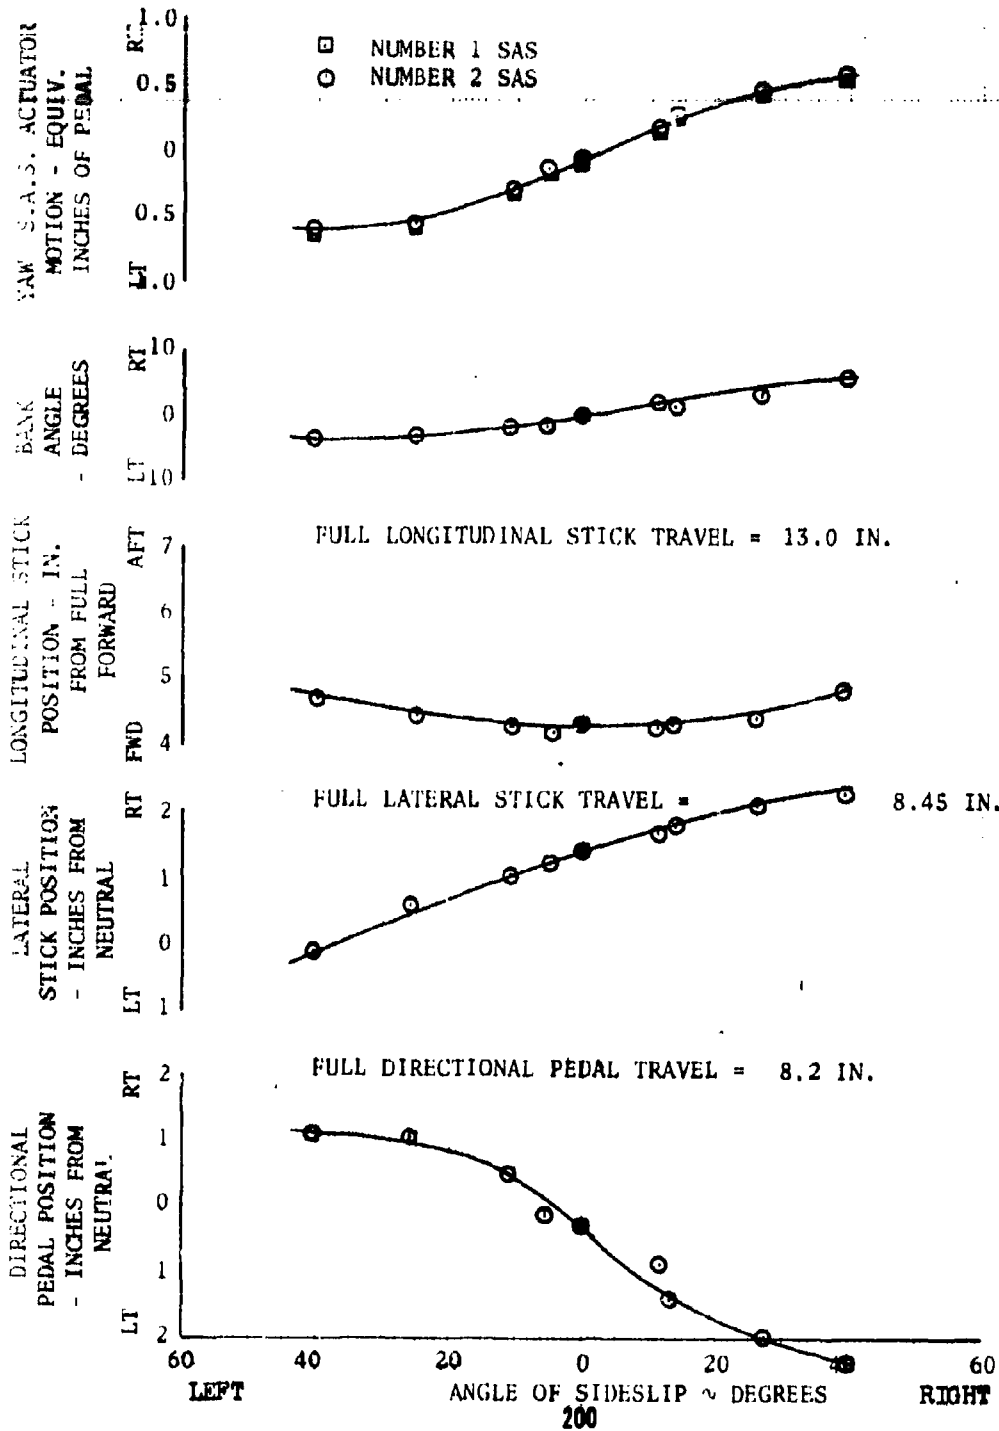 NUMBER 1 SAS
NUMBER 2 SAS
YAW S.A.S. ACTUATOR
MOTION - EQUIV.
INCHES OF PEDAL
1.0
0.5
0
0.5
1.0
LT
BANK
ANGLE
- DEGREES
LT
RT
10
0
10
FULL LONGITUDINAL STICK TRAVEL = 13.0 IN.
LONGITUDINAL STICK
POSITION - IN.
FROM FULL
FORWARD
FWD
AFT
7
6
5
4
FULL LATERAL STICK TRAVEL = 8.45 IN.
LATERAL
STICK POSITION
- INCHES FROM
NEUTRAL
LT
RT
2
1
0
1
FULL DIRECTIONAL PEDAL TRAVEL = 8.2 IN.
DIRECTIONAL
PEDAL POSITION
- INCHES FROM
NEUTRAL
LT
RT
2
1
0
1
2
60 40 20 0 20 40 60
LEFT ANGLE OF SIDESLIP ~ DEGREES RIGHT
200